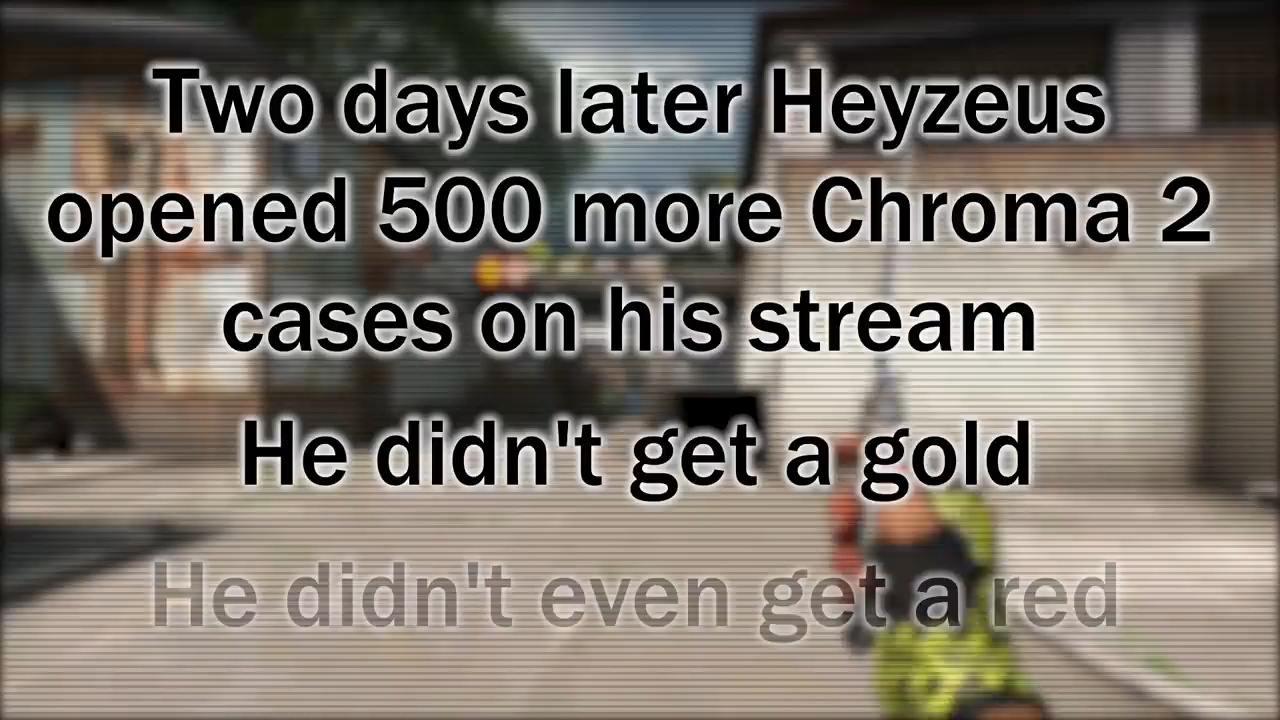 Two days later Heyzeus
opened 500 more Chroma 2
cases on his stream
He didn't get a gold
He didn't even get a red